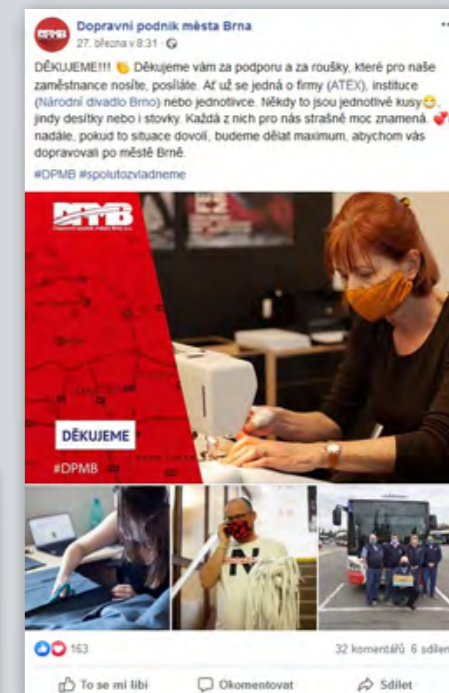 DPMB
Dopravní podnik města Brna
27. března v 8:31
DĚKUJEME!!! 👏 Děkujeme vám za podporu a za roušky, které pro naše
zaměstnance nosíte, posíláte. Ať už se jedná o firmy (ATEX), instituce
(Národní divadlo Brno) nebo jednotlivce. Někdy to jsou jednotlivé kusy😊,
jindy desítky nebo i stovky. Každá z nich pro nás strašně moc znamená. 💕
nadále, pokud to situace dovolí, budeme dělat maximum, abychom vás
dopravovali po městě Brně.
#DPMB #spolutozvladneme
DPMB
DĚKUJEME
#DPMB
N
163
32 komentářů 6 sdílen
To se mi líbí
Okomentovat
Sdílet